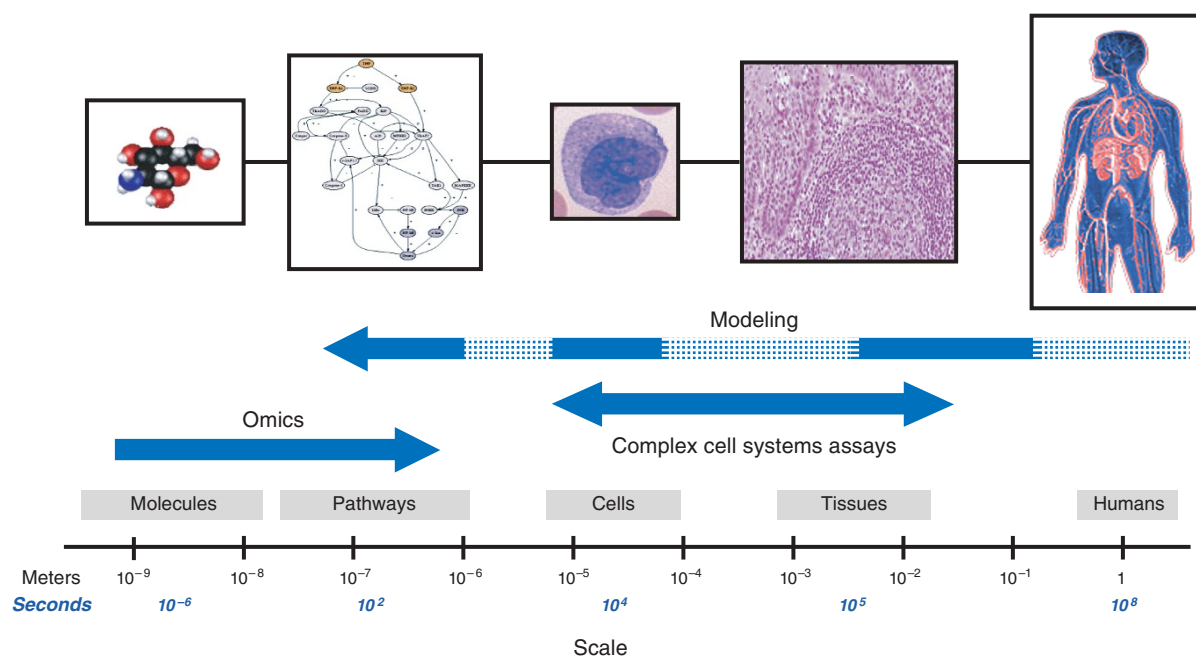 Modeling
Omics
Complex cell systems assays
Molecules Pathways Cells Tissues Humans
Meters 10⁻⁹ 10⁻⁸ 10⁻⁷ 10⁻⁶ 10⁻⁵ 10⁻⁴ 10⁻³ 10⁻² 10⁻¹ 1
Seconds 10⁻⁶ 10² 10⁴ 10⁵ 10⁸
Scale